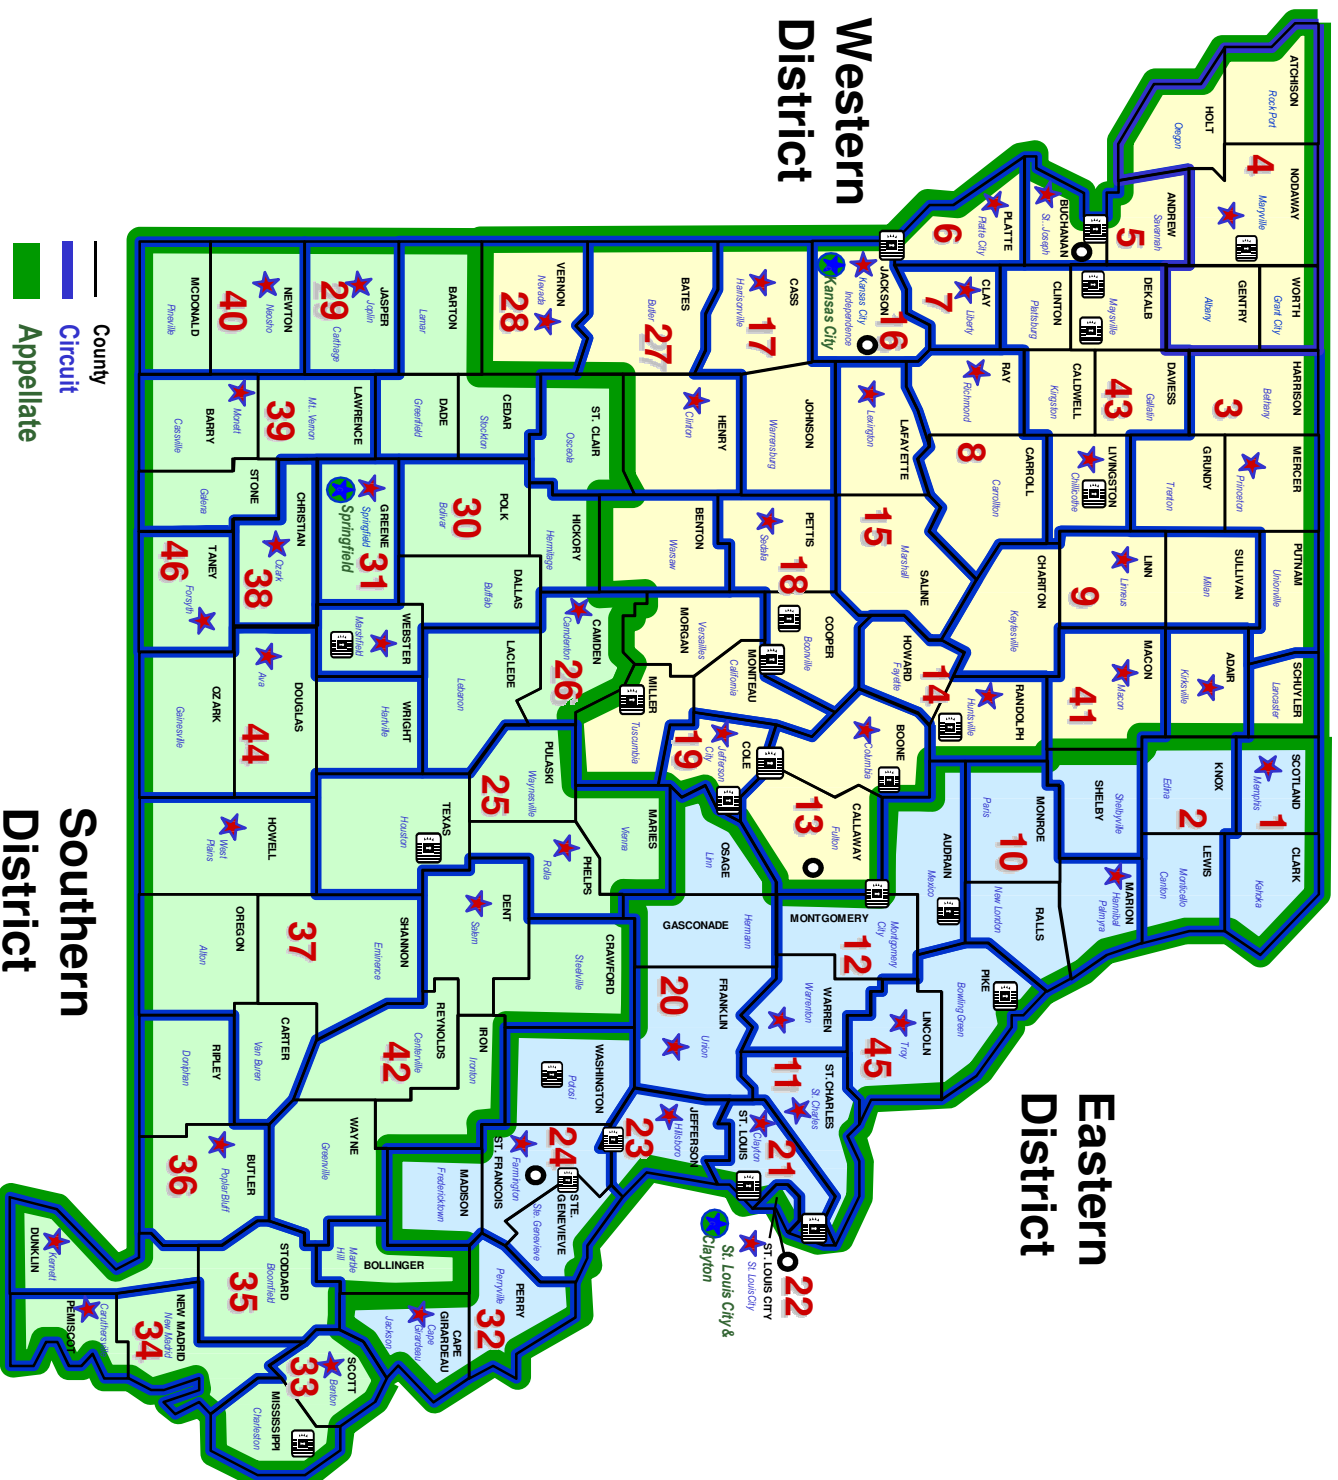 Western
District
Eastern
District
Southern
District
County
Circuit
Appellate
ATCHISON
Rock Port
NODAWAY
Maryville
4
HOLT
Oregon
WORTH
Grant City
GENTRY
Albany
HARRISON
Bethany
3
MERCER
Princeton
GRUNDY
Trenton
PUTNAM
Unionville
SULLIVAN
Milan
SCHUYLER
Lancaster
ADAIR
Kirksville
SCOTLAND
Memphis
1
CLARK
Kahoka
KNOX
Edina
2
LEWIS
Monticello
Canton
ANDREW
Savannah
5
BUCHANAN
St. Joseph
DEKALB
Maysville
DAVIESS
Gallatin
43
CLINTON
Plattsburg
CALDWELL
Kingston
LIVINGSTON
Chillicothe
LINN
Linneus
9
MACON
Macon
41
SHELBY
Shelbyville
MARION
Hannibal
Palmyra
PLATTE
Platte City
6
CLAY
Liberty
7
RAY
Richmond
CARROLL
Carrollton
8
CHARITON
Keytesville
RANDOLPH
Huntsville
14
HOWARD
Fayette
MONROE
Paris
10
RALLS
New London
AUDRAIN
Mexico
PIKE
Bowling Green
JACKSON
Kansas City
Independence
16
Kansas City
LAFAYETTE
Lexington
SALINE
Marshall
15
BOONE
Columbia
CALLAWAY
Fulton
13
MONTGOMERY
Montgomery
City
12
LINCOLN
Troy
45
WARREN
Warrenton
ST.CHARLES
St. Charles
11
CASS
Harrisonville
17
JOHNSON
Warrensburg
PETTIS
Sedalia
18
COOPER
Boonville
MONITEAU
California
COLE
Jefferson
City
19
OSAGE
Linn
GASCONADE
Hermann
FRANKLIN
Union
20
ST. LOUIS
Clayton
21
ST. LOUIS CITY
St. Louis City
22
St. Louis City &
Clayton
BATES
Butler
27
HENRY
Clinton
BENTON
Warsaw
MORGAN
Versailles
MILLER
Tuscumbia
MARIES
Vienna
JEFFERSON
Hillsboro
23
VERNON
Nevada
28
ST. CLAIR
Osceola
HICKORY
Hermitage
CAMDEN
Camdenton
26
PULASKI
Waynesville
25
PHELPS
Rolla
CRAWFORD
Steelville
WASHINGTON
Potosi
ST. FRANCOIS
Farmington
24
STE.
GENEVIEVE
Ste. Genevieve
BARTON
Lamar
CEDAR
Stockton
DADE
Greenfield
POLK
Bolivar
30
DALLAS
Buffalo
LACLEDE
Lebanon
TEXAS
Houston
DENT
Salem
REYNOLDS
Centerville
42
IRON
Ironton
MADISON
Fredericktown
PERRY
Perryville
32
JASPER
Joplin
Carthage
29
LAWRENCE
Mt. Vernon
39
GREENE
Springfield
31
Springfield
WEBSTER
Marshfield
WRIGHT
Hartville
SHANNON
Eminence
37
WAYNE
Greenville
BOLLINGER
Marble
Hill
CAPE
GIRARDEAU
Cape
Girardeau
Jackson
NEWTON
Neosho
40
CHRISTIAN
Ozark
38
STONE
Galena
DOUGLAS
Ava
44
HOWELL
West
Plains
CARTER
Van Buren
BUTLER
Poplar Bluff
36
STODDARD
Bloomfield
35
SCOTT
Benton
33
MISSISSIPPI
Charleston
MCDONALD
Pineville
BARRY
Monett
Cassville
TANEY
Forsyth
46
OZARK
Gainesville
OREGON
Alton
RIPLEY
Doniphan
NEW MADRID
New Madrid
34
DUNKLIN
Kennett
PEMISCOT